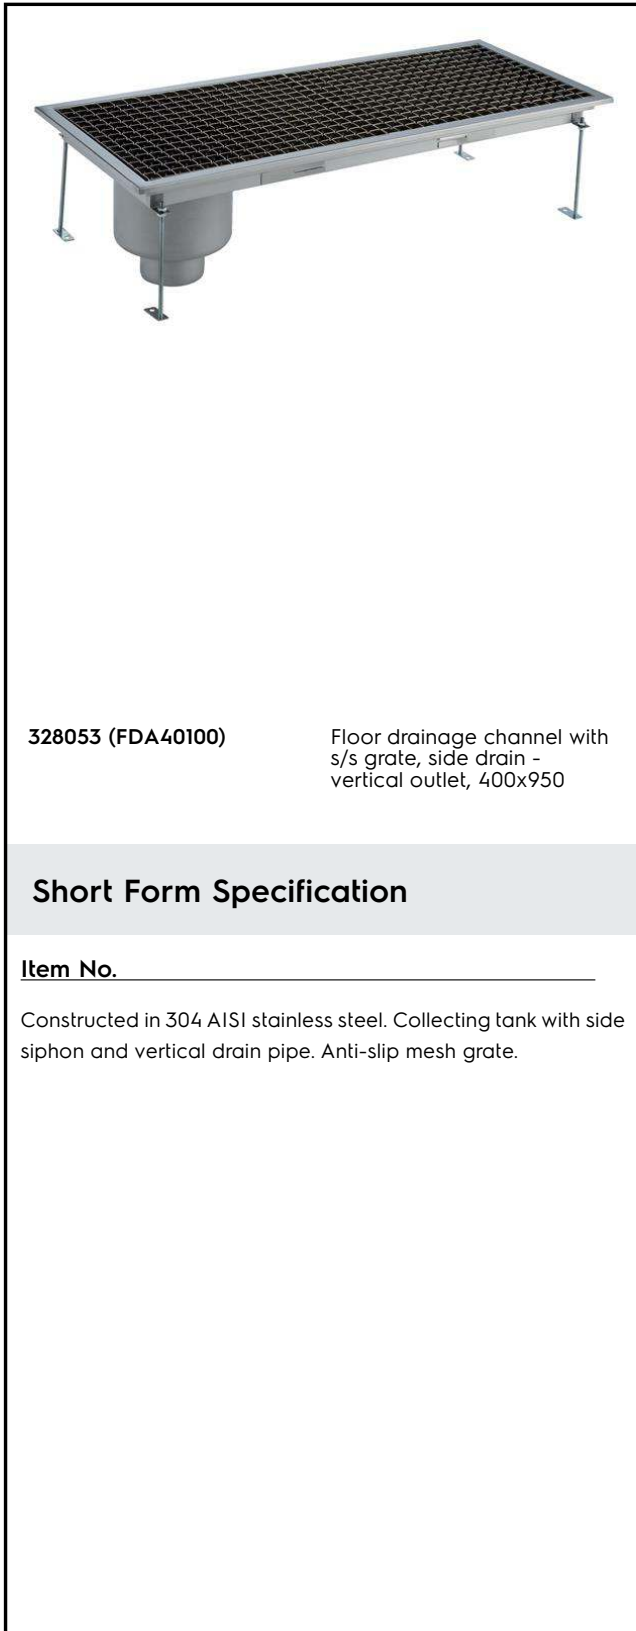 328053 (FDA40100)
Floor drainage channel with
s/s grate, side drain -
vertical outlet, 400x950
Short Form Specification
Item No.
Constructed in 304 AISI stainless steel. Collecting tank with side
siphon and vertical drain pipe. Anti-slip mesh grate.